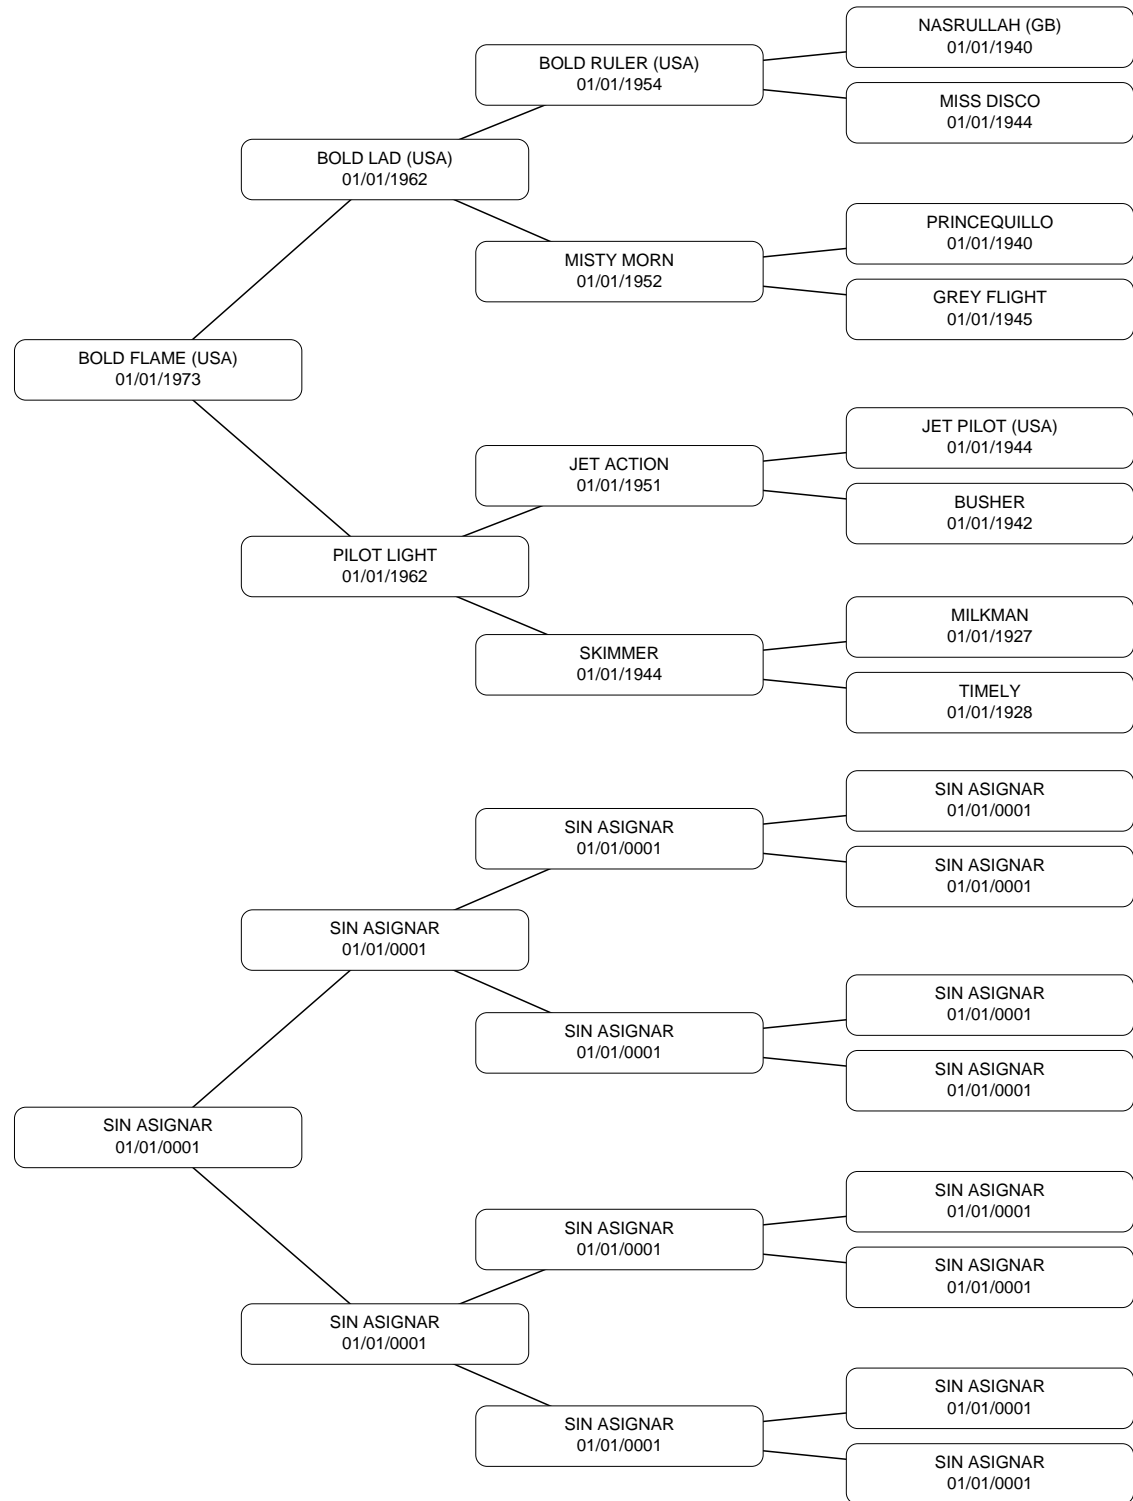 NASRULLAH (GB)
01/01/1940
BOLD RULER (USA)
01/01/1954
MISS DISCO
01/01/1944
BOLD LAD (USA)
01/01/1962
PRINCEQUILLO
01/01/1940
MISTY MORN
01/01/1952
GREY FLIGHT
01/01/1945
BOLD FLAME (USA)
01/01/1973
JET PILOT (USA)
01/01/1944
JET ACTION
01/01/1951
BUSHER
01/01/1942
PILOT LIGHT
01/01/1962
MILKMAN
01/01/1927
SKIMMER
01/01/1944
TIMELY
01/01/1928
SIN ASIGNAR
01/01/0001
SIN ASIGNAR
01/01/0001
SIN ASIGNAR
01/01/0001
SIN ASIGNAR
01/01/0001
SIN ASIGNAR
01/01/0001
SIN ASIGNAR
01/01/0001
SIN ASIGNAR
01/01/0001
SIN ASIGNAR
01/01/0001
SIN ASIGNAR
01/01/0001
SIN ASIGNAR
01/01/0001
SIN ASIGNAR
01/01/0001
SIN ASIGNAR
01/01/0001
SIN ASIGNAR
01/01/0001
SIN ASIGNAR
01/01/0001
SIN ASIGNAR
01/01/0001